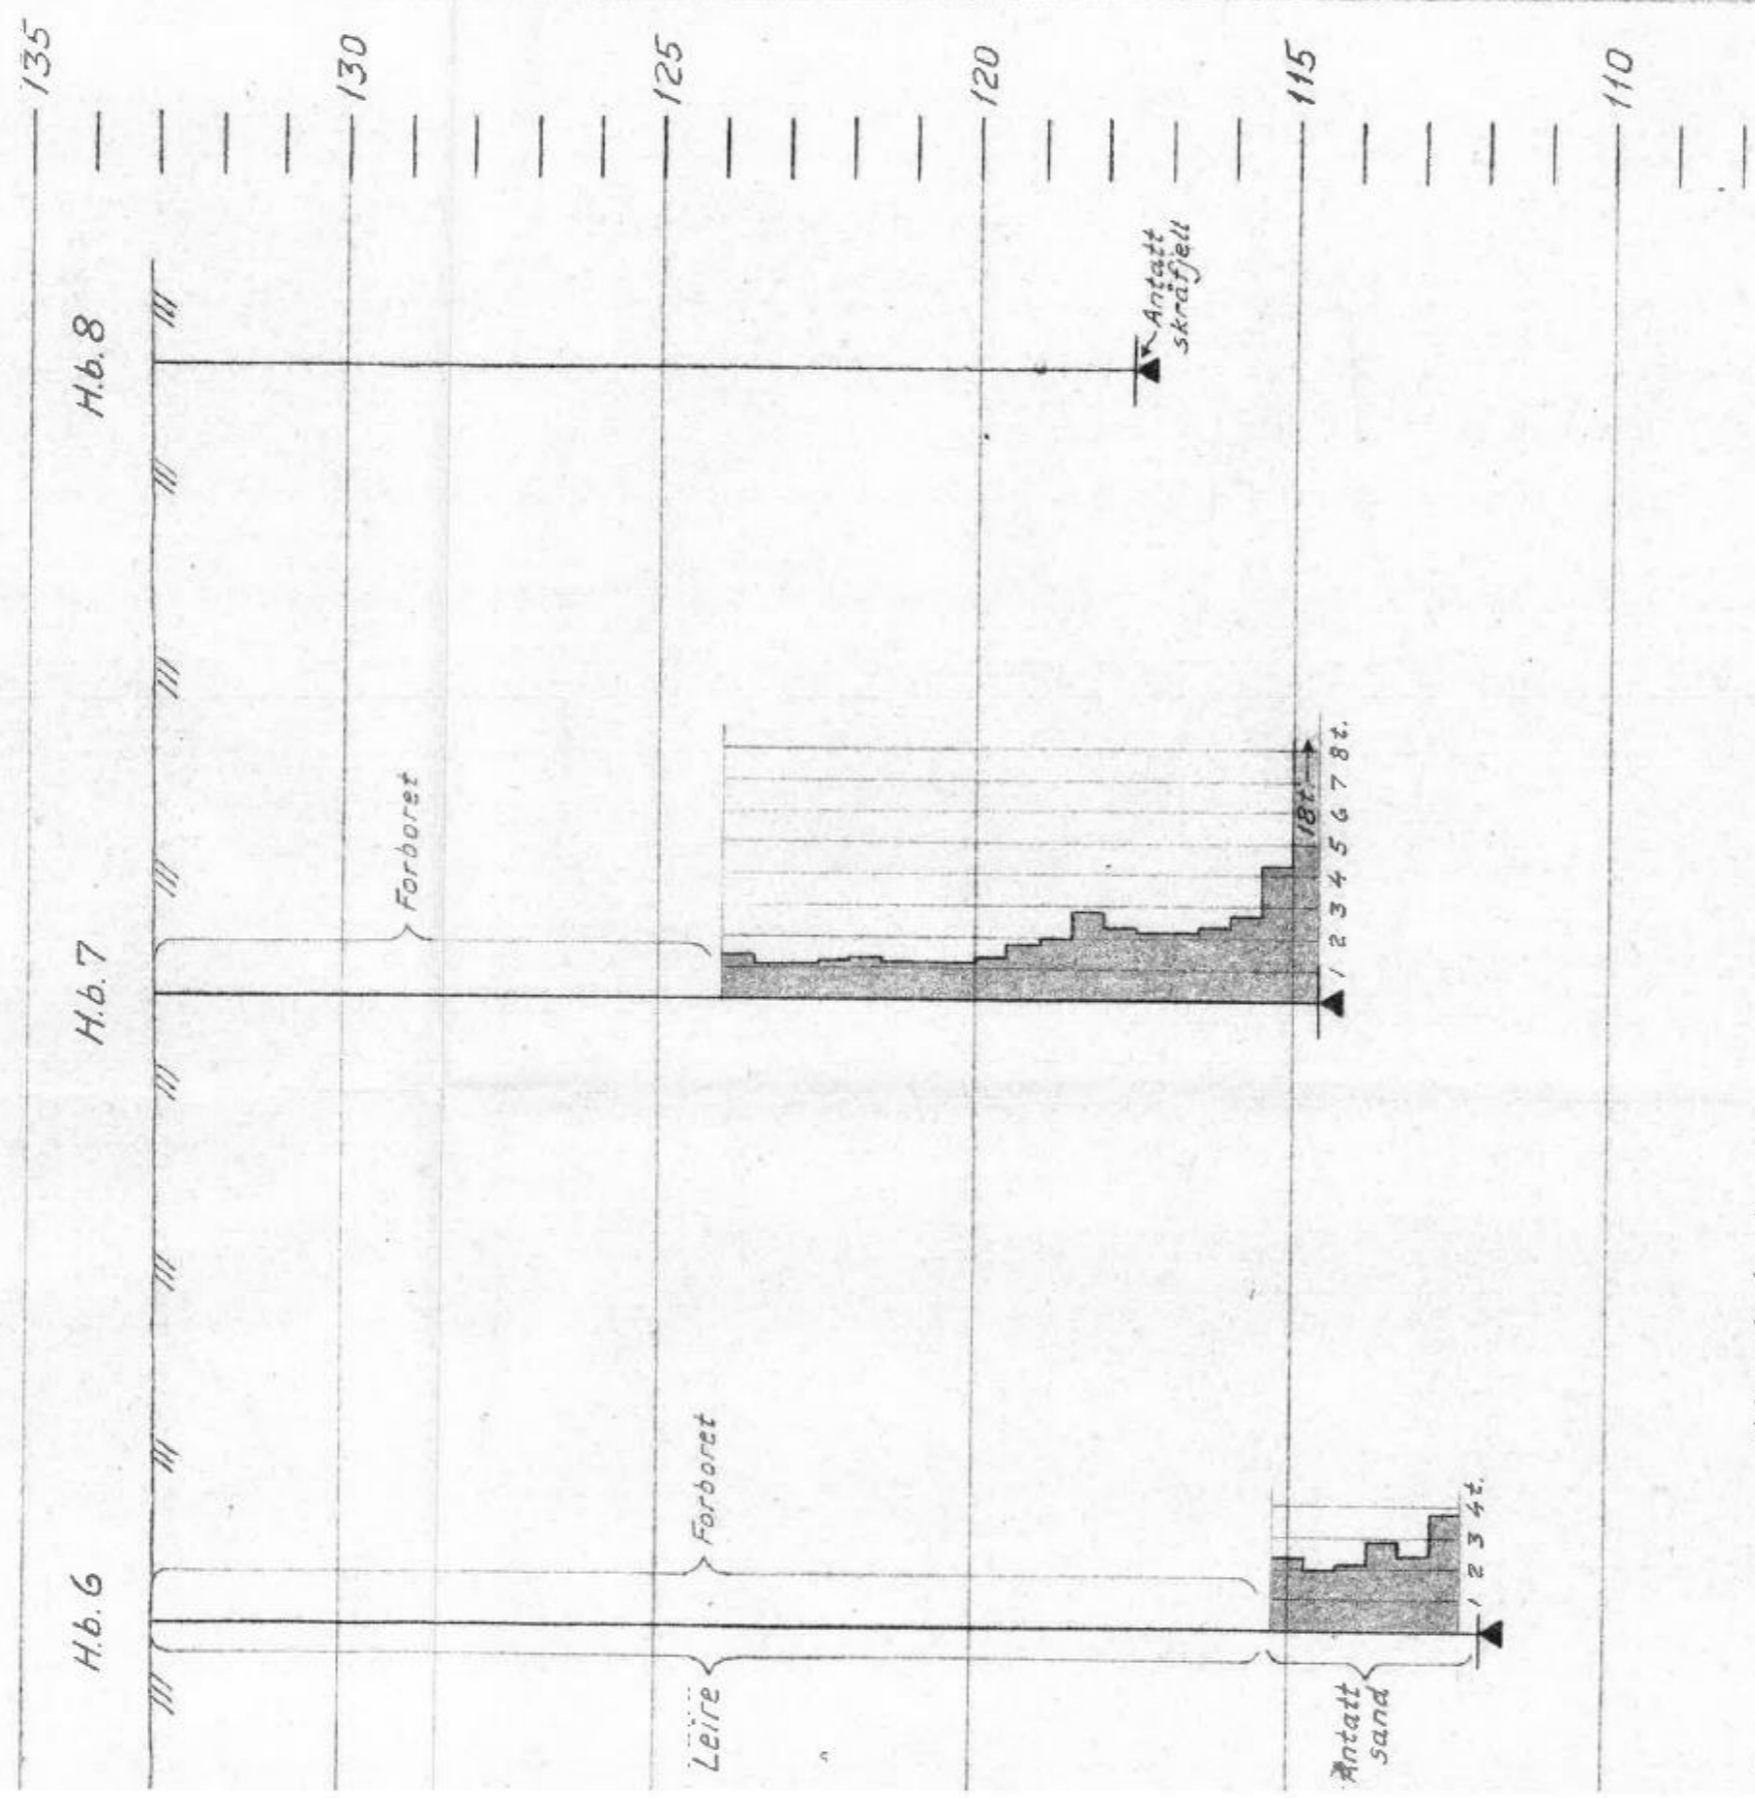 H.b.6
H.b.7
H.b.8
135
130
125
120
115
110
Forboret
Leire
Antatt
sand
1 2 3 4t.
Forboret
18t.
1 2 3 4 5 6 7 8t.
Antatt
skråfjell